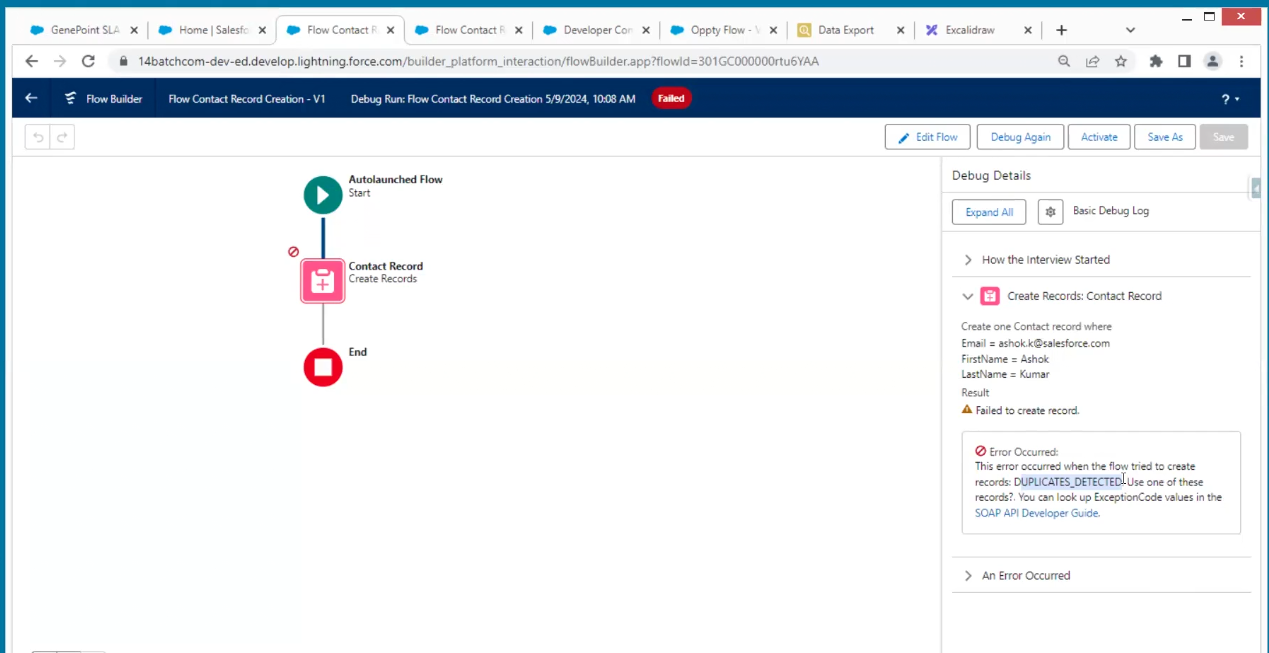 GenePoint SLA
Home | Salesfo
Flow Contact R
Flow Contact R
Developer Con
Oppty Flow -
Data Export
Excalidraw
14batchcom-dev-ed.develop.lightning.force.com/builder_platform_interaction/flowBuilder.app?flowId=301GC000000rtu6YAA
Flow Builder
Flow Contact Record Creation - V1
Debug Run: Flow Contact Record Creation 5/9/2024, 10:08 AM
Failed
?
Edit Flow
Debug Again
Activate
Save As
Save
Autolaunched Flow
Start
Contact Record
Create Records
End
Debug Details
Expand All
Basic Debug Log
How the Interview Started
Create Records: Contact Record
Create one Contact record where
Email = ashok.k@salesforce.com
FirstName = Ashok
LastName = Kumar
Result
Failed to create record.
Error Occurred:
This error occurred when the flow tried to create
records: DUPLICATES_DETECTED: Use one of these
records?. You can look up ExceptionCode values in the
SOAP API Developer Guide.
An Error Occurred